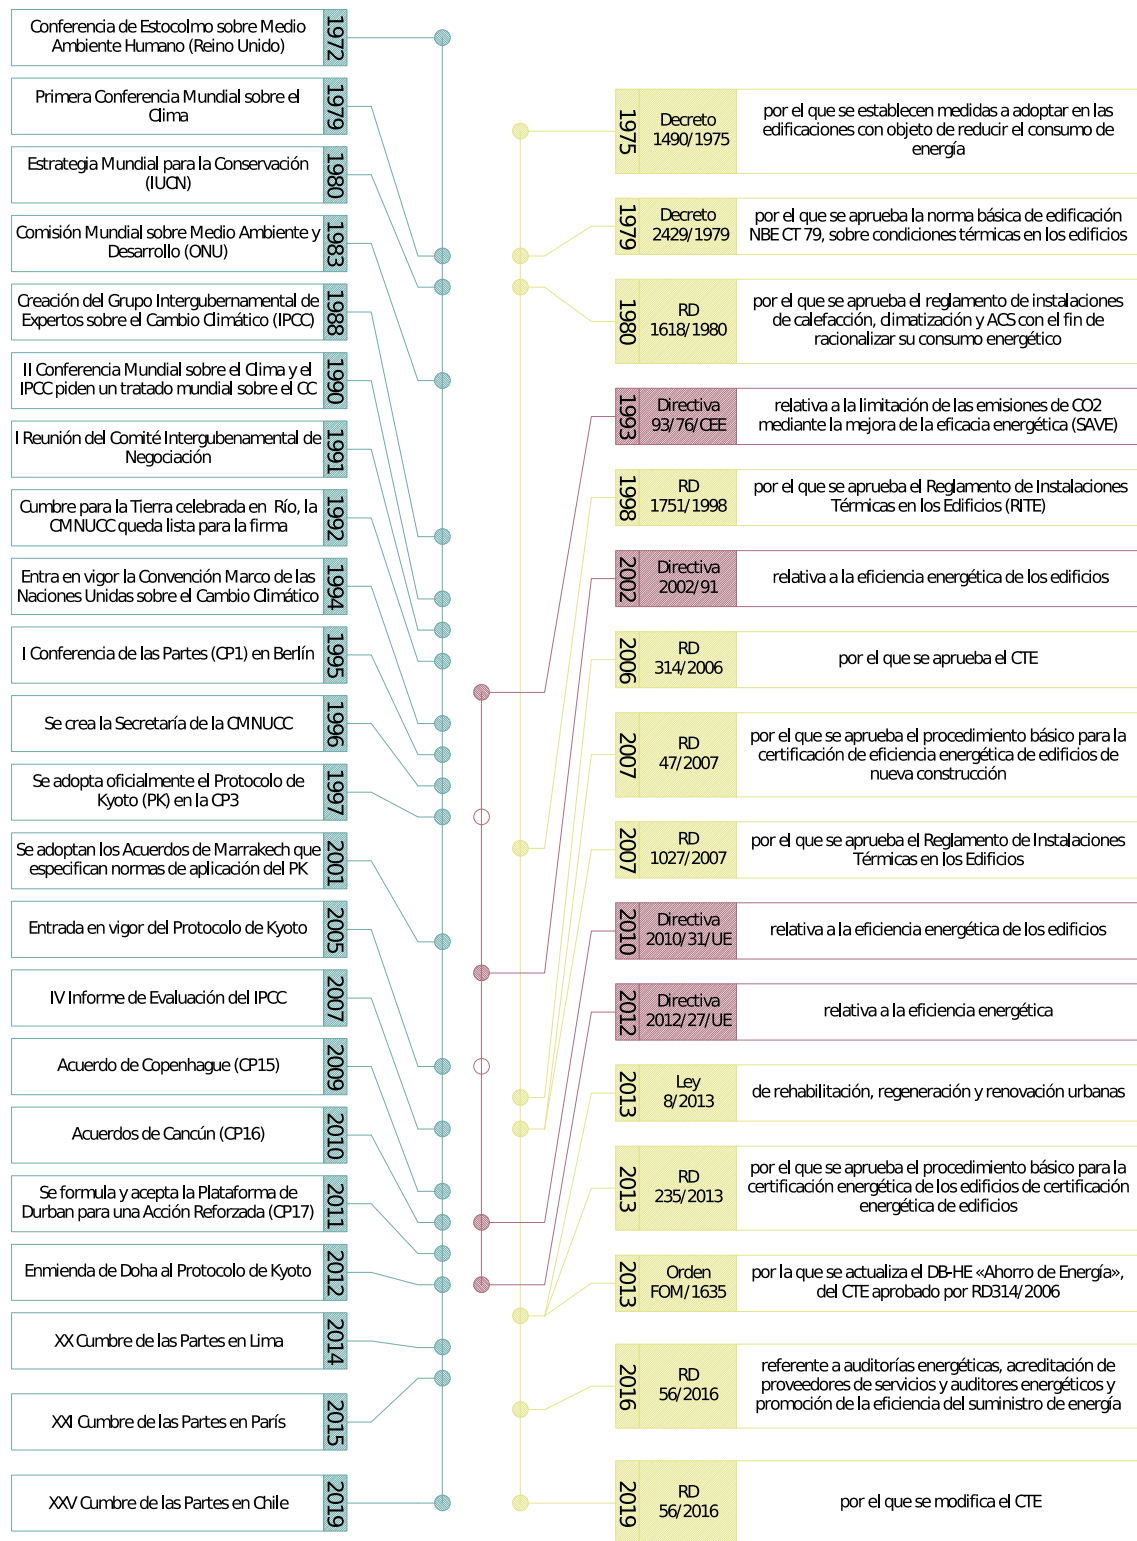 Conferencia de Estocolmo sobre Medio
Ambiente Humano (Reino Unido)
1972
Primera Conferencia Mundial sobre el
Clima
1979
Estrategia Mundial para la Conservación
(IUCN)
1980
Comisión Mundial sobre Medio Ambiente y
Desarrollo (ONU)
1983
Creación del Grupo Intergubernamental de
Expertos sobre el Cambio Climático (IPCC)
1988
II Conferencia Mundial sobre el Clima y el
IPCC piden un tratado mundial sobre el CC
1990
I Reunión del Comité Intergubenamental de
Negociación
1991
Cumbre para la Tierra celebrada en Río, la
CMNUCC queda lista para la firma
1992
Entra en vigor la Convención Marco de las
Naciones Unidas sobre el Cambio Climático
1994
I Conferencia de las Partes (CP1) en Berlín
1995
Se crea la Secretaría de la CMNUCC
1996
Se adopta oficialmente el Protocolo de
Kyoto (PK) en la CP3
1997
Se adoptan los Acuerdos de Marrakech que
especifican normas de aplicación del PK
2001
Entrada en vigor del Protocolo de Kyoto
2005
IV Informe de Evaluación del IPCC
2007
Acuerdo de Copenhague (CP15)
2009
Acuerdos de Cancún (CP16)
2010
Se formula y acepta la Plataforma de
Durban para una Acción Reforzada (CP17)
2011
Enmienda de Doha al Protocolo de Kyoto
2012
XX Cumbre de las Partes en Lima
2014
XXI Cumbre de las Partes en París
2015
XXV Cumbre de las Partes en Chile
2019
1975
Decreto
1490/1975
por el que se establecen medidas a adoptar en las
edificaciones con objeto de reducir el consumo de
energía
1979
Decreto
2429/1979
por el que se aprueba la norma básica de edificación
NBE CT 79, sobre condiciones térmicas en los edificios
1980
RD
1618/1980
por el que se aprueba el reglamento de instalaciones
de calefacción, climatización y ACS con el fin de
racionalizar su consumo energético
1993
Directiva
93/76/CEE
relativa a la limitación de las emisiones de CO2
mediante la mejora de la eficacia energética (SAVE)
1998
RD
1751/1998
por el que se aprueba el Reglamento de Instalaciones
Térmicas en los Edificios (RITE)
2002
Directiva
2002/91
relativa a la eficiencia energética de los edificios
2006
RD
314/2006
por el que se aprueba el CTE
2007
RD
47/2007
por el que se aprueba el procedimiento básico para la
certificación de eficiencia energética de edificios de
nueva construcción
2007
RD
1027/2007
por el que se aprueba el Reglamento de Instalaciones
Térmicas en los Edificios
2010
Directiva
2010/31/UE
relativa a la eficiencia energética de los edificios
2012
Directiva
2012/27/UE
relativa a la eficiencia energética
2013
Ley
8/2013
de rehabilitación, regeneración y renovación urbanas
2013
RD
235/2013
por el que se aprueba el procedimiento básico para la
certificación energética de los edificios de certificación
energética de edificios
2013
Orden
FOM/1635
por la que se actualiza el DB-HE «Ahorro de Energía»,
del CTE aprobado por RD314/2006
2016
RD
56/2016
referente a auditorías energéticas, acreditación de
proveedores de servicios y auditores energéticos y
promoción de la eficiencia del suministro de energía
2019
RD
56/2016
por el que se modifica el CTE